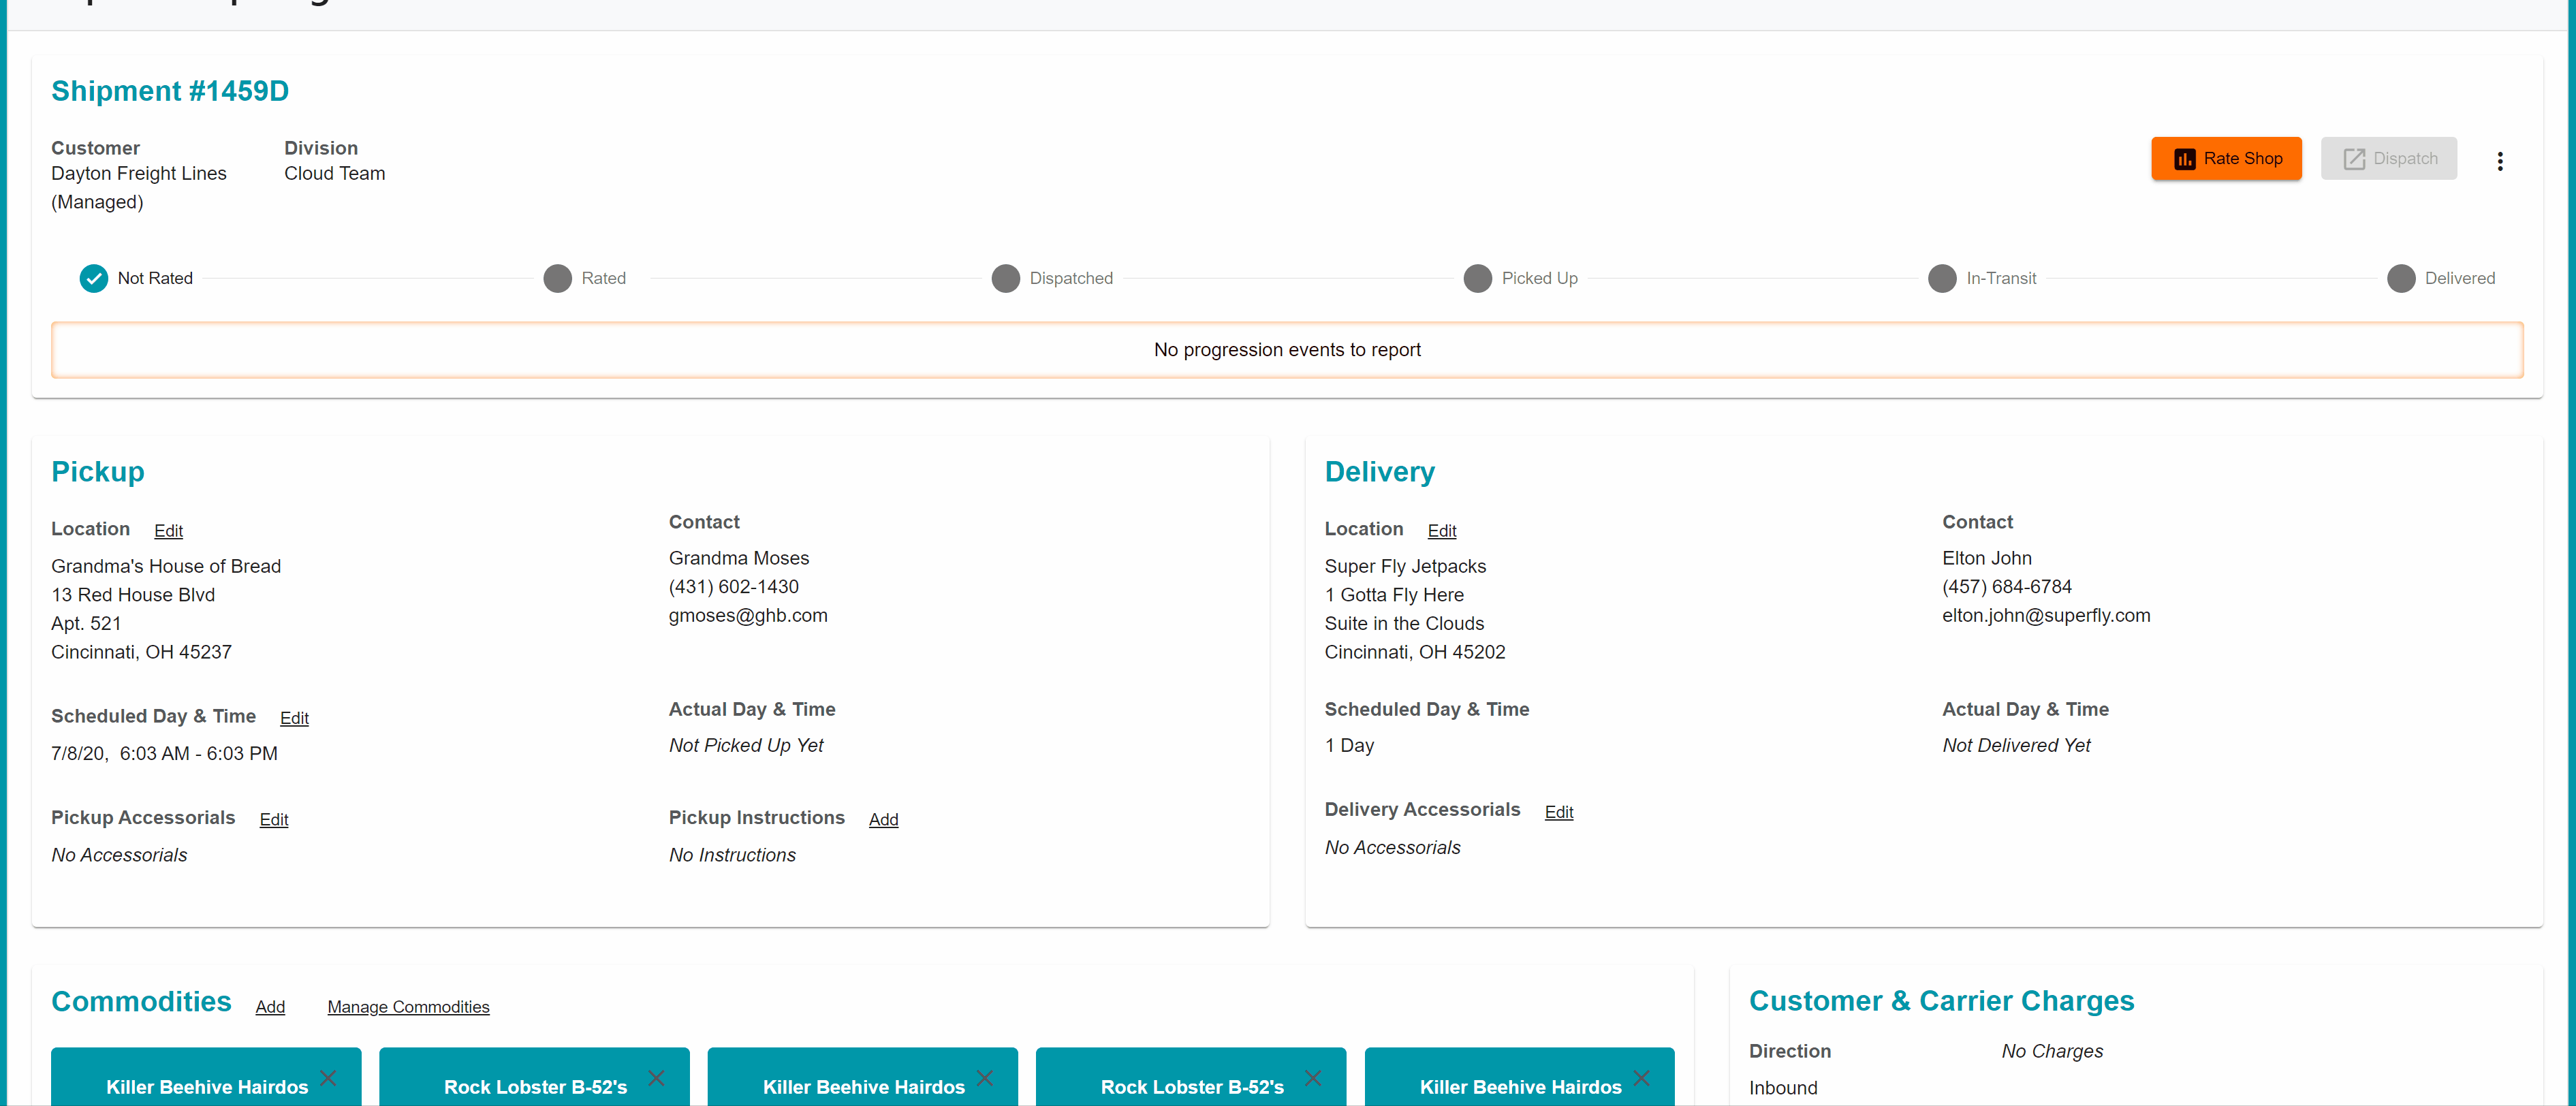 Shipment #1459D
Customer
Dayton Freight Lines
(Managed)
Division
Cloud Team
Rate Shop
Dispatch
Not Rated
Rated
Dispatched
Picked Up
In-Transit
Delivered
No progression events to report
Pickup
Location Edit
Grandma's House of Bread
13 Red House Blvd
Apt. 521
Cincinnati, OH 45237
Contact
Grandma Moses
(431) 602-1430
gmoses@ghb.com
Scheduled Day & Time Edit
7/8/20, 6:03 AM - 6:03 PM
Actual Day & Time
Not Picked Up Yet
Pickup Accessorials Edit
No Accessorials
Pickup Instructions Add
No Instructions
Delivery
Location Edit
Super Fly Jetpacks
1 Gotta Fly Here
Suite in the Clouds
Cincinnati, OH 45202
Contact
Elton John
(457) 684-6784
elton.john@superfly.com
Scheduled Day & Time
1 Day
Actual Day & Time
Not Delivered Yet
Delivery Accessorials Edit
No Accessorials
Commodities Add Manage Commodities
Killer Beehive Hairdos
Rock Lobster B-52's
Killer Beehive Hairdos
Rock Lobster B-52's
Killer Beehive Hairdos
Customer & Carrier Charges
Direction
Inbound
No Charges